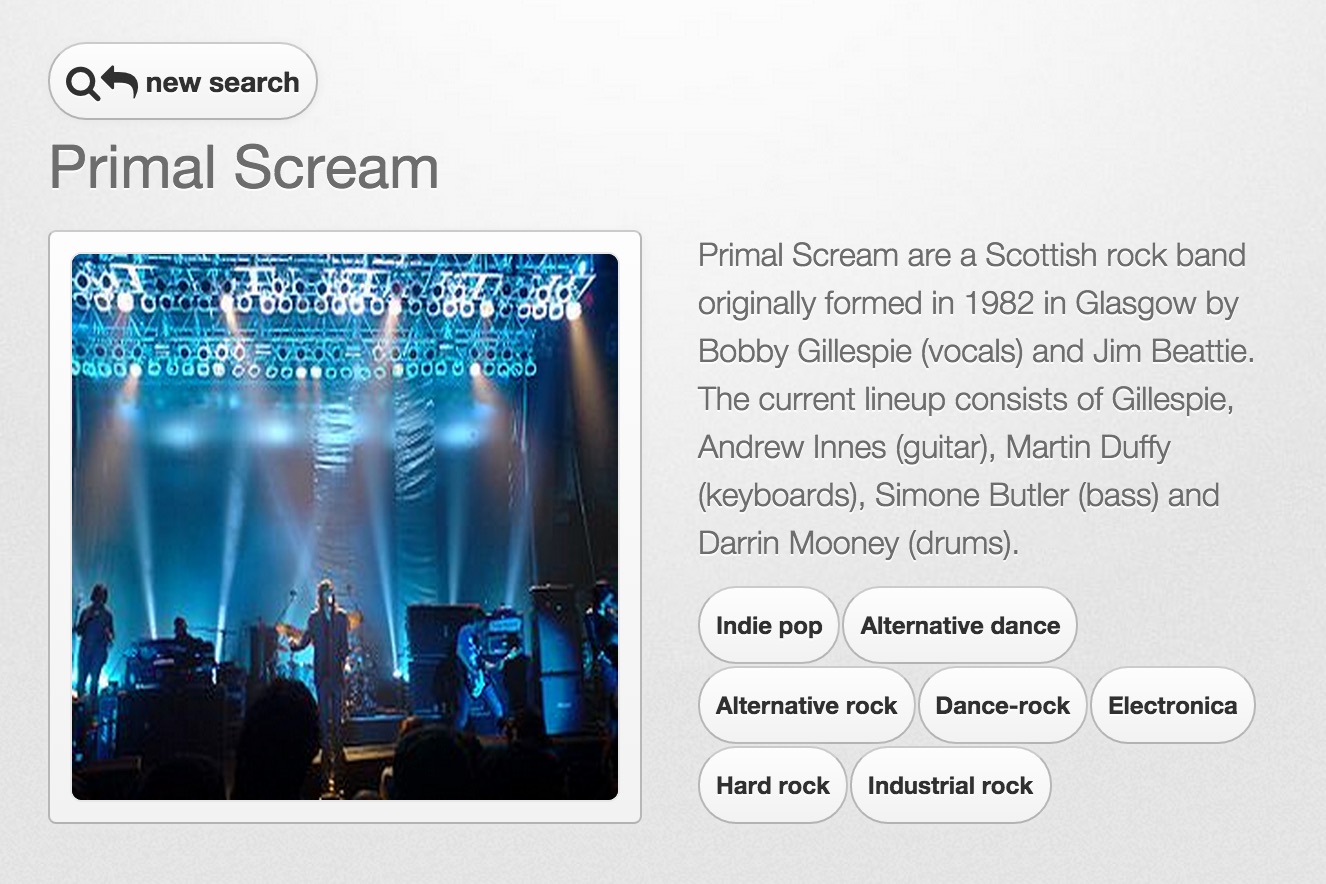 new search
Primal Scream
Primal Scream are a Scottish rock band
originally formed in 1982 in Glasgow by
Bobby Gillespie (vocals) and Jim Beattie.
The current lineup consists of Gillespie,
Andrew Innes (guitar), Martin Duffy
(keyboards), Simone Butler (bass) and
Darrin Mooney (drums).
Indie pop Alternative dance
Alternative rock Dance-rock Electronica
Hard rock Industrial rock